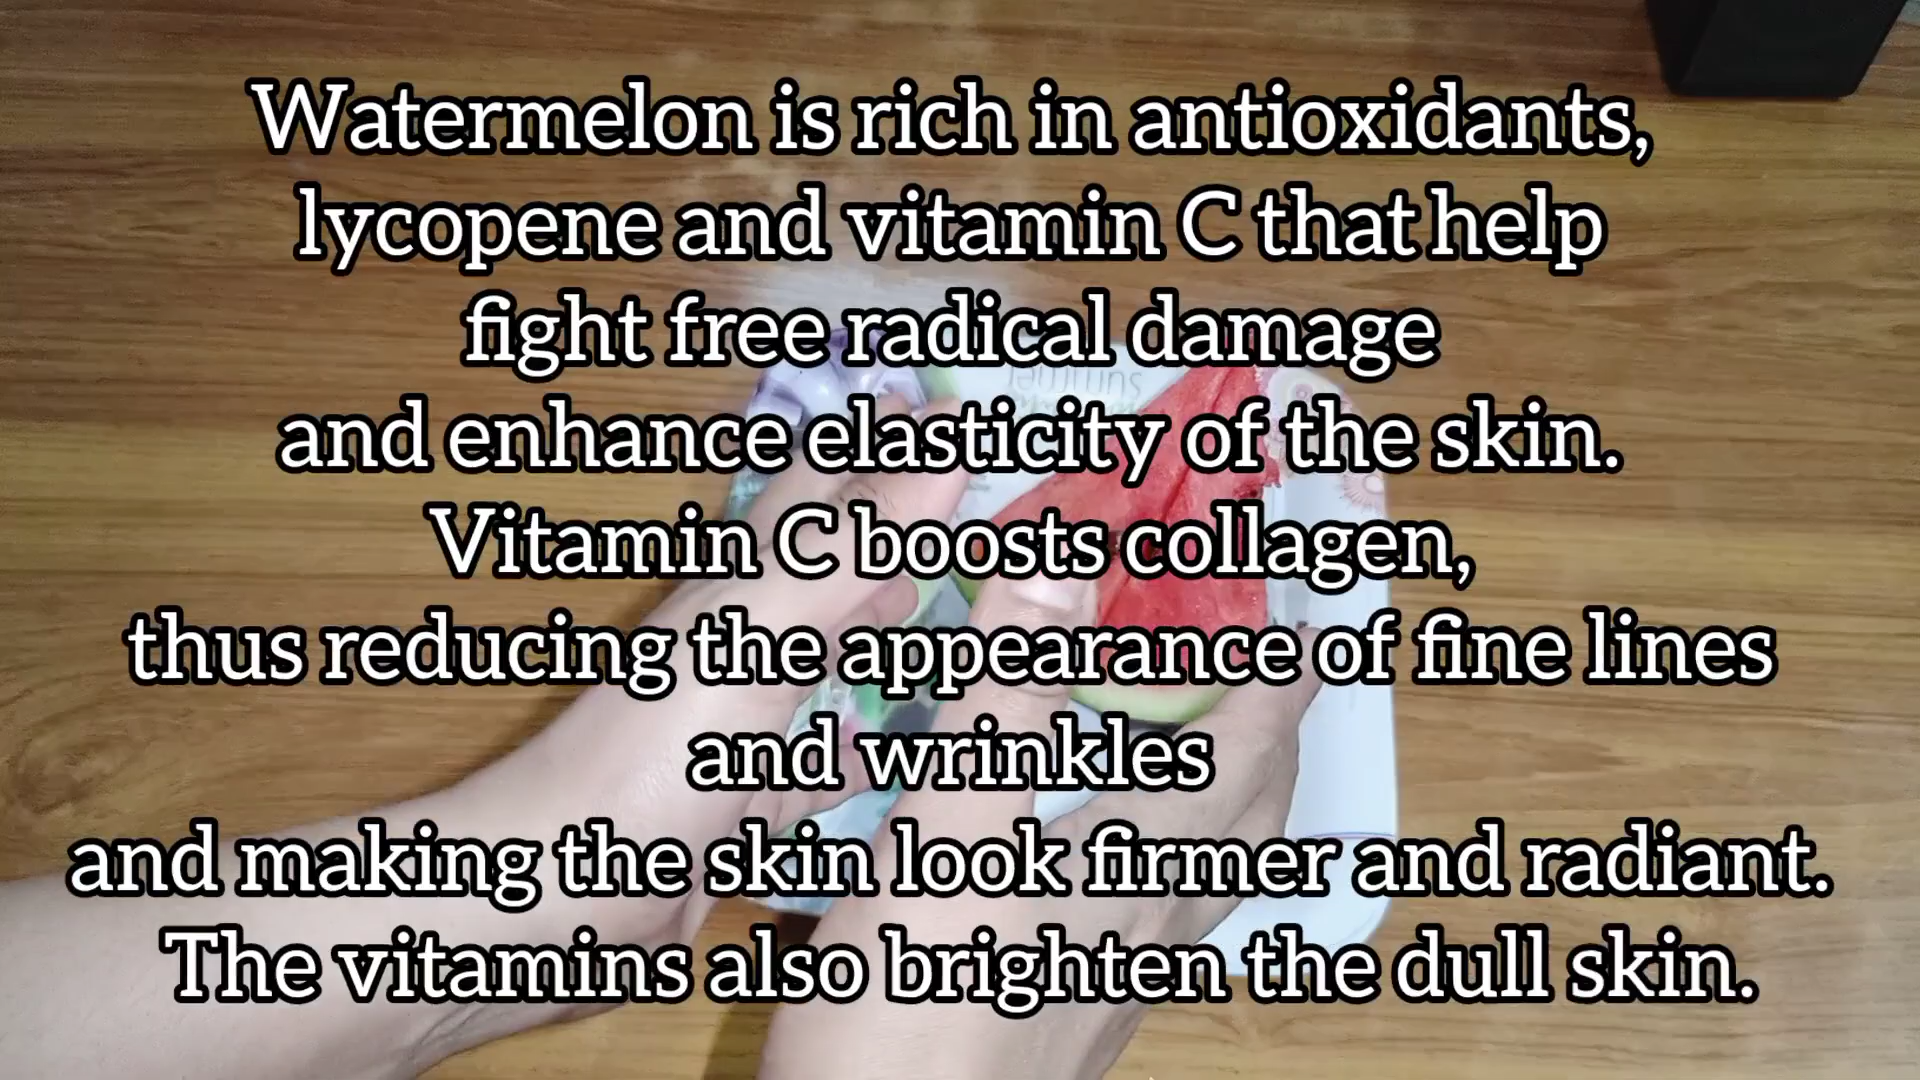 Watermelon is rich in antioxidants,
lycopene and vitamin C that help
fight free radical damage
and enhance elasticity of the skin.
Vitamin C boosts collagen,
thus reducing the appearance of fine lines
and wrinkles
and making the skin look firmer and radiant.
The vitamins also brighten the dull skin.